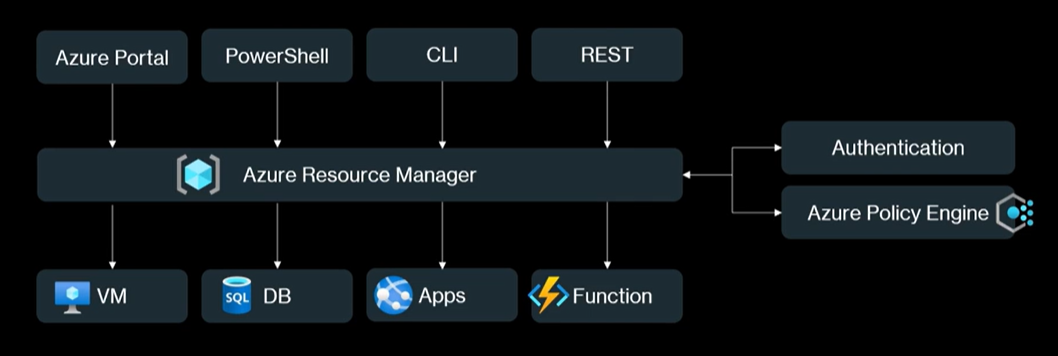 Azure Portal
PowerShell
CLI
REST
Azure Resource Manager
Authentication
Azure Policy Engine
VM
SQL
DB
Apps
Function